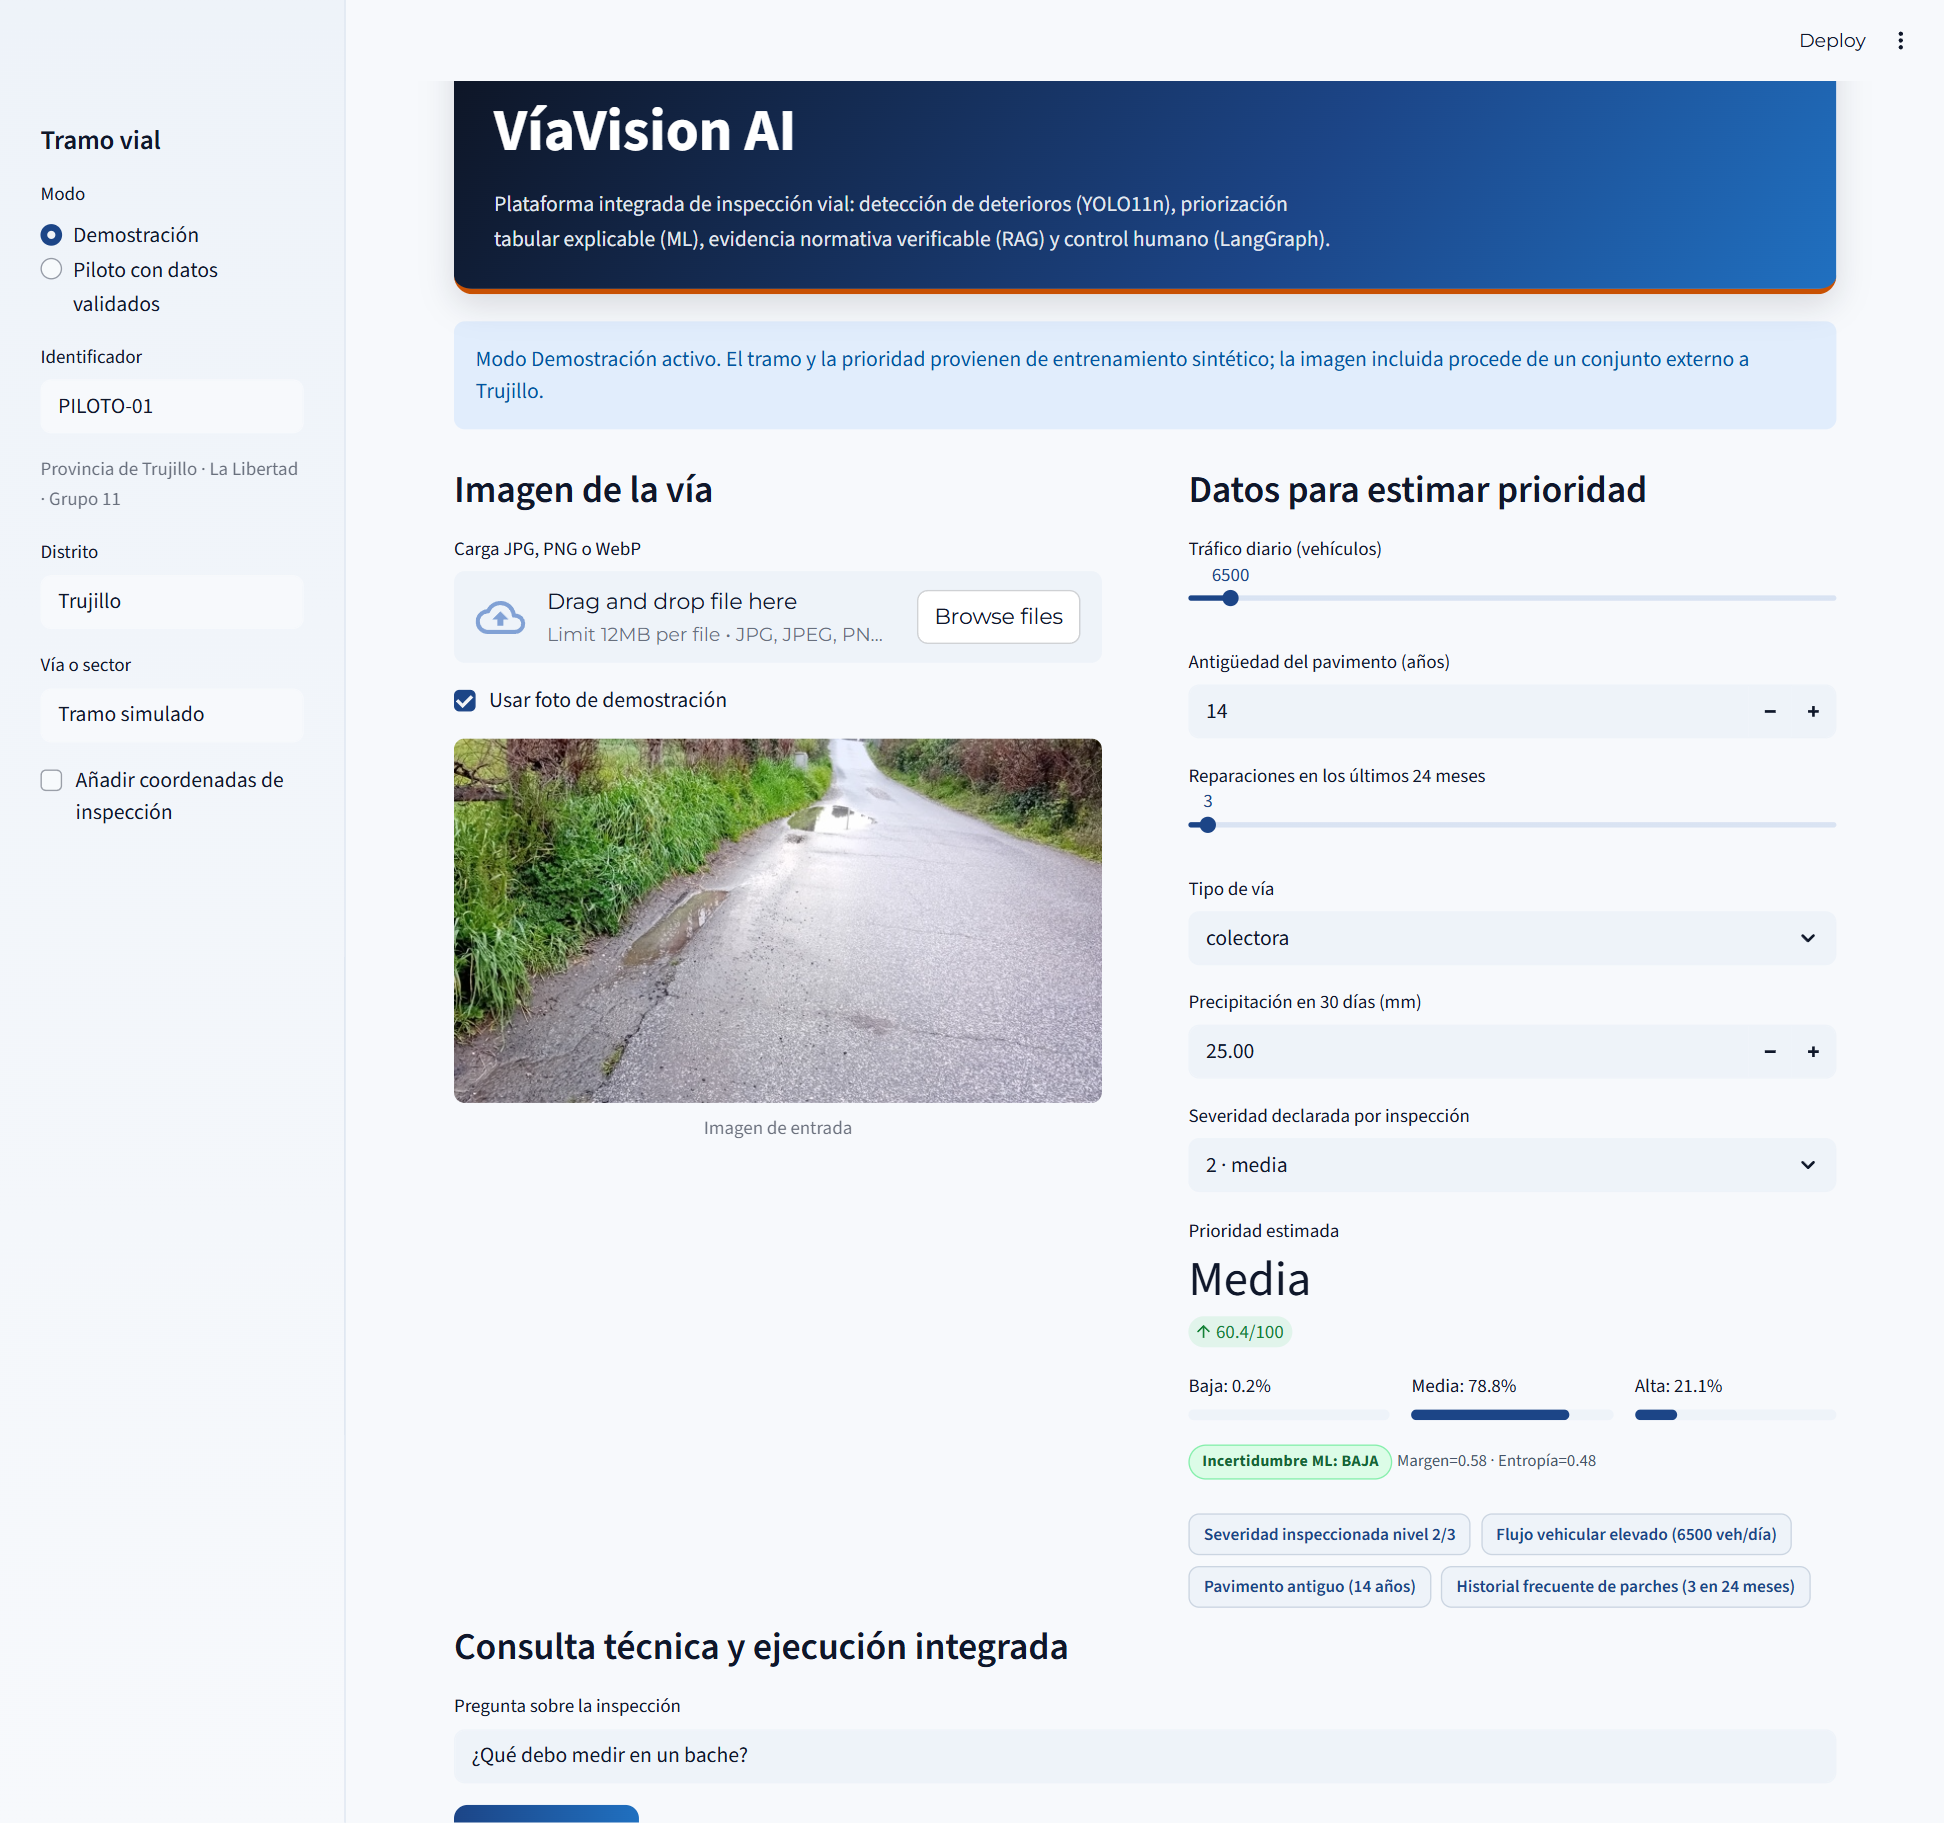 Deploy
Tramo vial
Modo
Demostración
Piloto con datos
validados
Identificador
PILOTO-01
Provincia de Trujillo · La Libertad
· Grupo 11
Distrito
Trujillo
Vía o sector
Tramo simulado
Añadir coordenadas de
inspección
VíaVision AI
Plataforma integrada de inspección vial: detección de deterioros (YOLO11n), priorización
tabular explicable (ML), evidencia normativa verificable (RAG) y control humano (LangGraph).
Modo Demostración activo. El tramo y la prioridad provienen de entrenamiento sintético; la imagen incluida procede de un conjunto externo a
Trujillo.
Imagen de la vía
Carga JPG, PNG o WebP
Drag and drop file here
Limit 12MB per file • JPG, JPEG, PN...
Browse files
Usar foto de demostración
Imagen de entrada
Datos para estimar prioridad
Tráfico diario (vehículos)
6500
Antigüedad del pavimento (años)
14
Reparaciones en los últimos 24 meses
3
Tipo de vía
colectora
Precipitación en 30 días (mm)
25.00
Severidad declarada por inspección
2 · media
Prioridad estimada
Media
↑ 60.4/100
Baja: 0.2% Media: 78.8% Alta: 21.1%
Incertidumbre ML: BAJA Margen=0.58 · Entropía=0.48
Severidad inspeccionada nivel 2/3 Flujo vehicular elevado (6500 veh/día)
Pavimento antiguo (14 años) Historial frecuente de parches (3 en 24 meses)
Consulta técnica y ejecución integrada
Pregunta sobre la inspección
¿Qué debo medir en un bache?